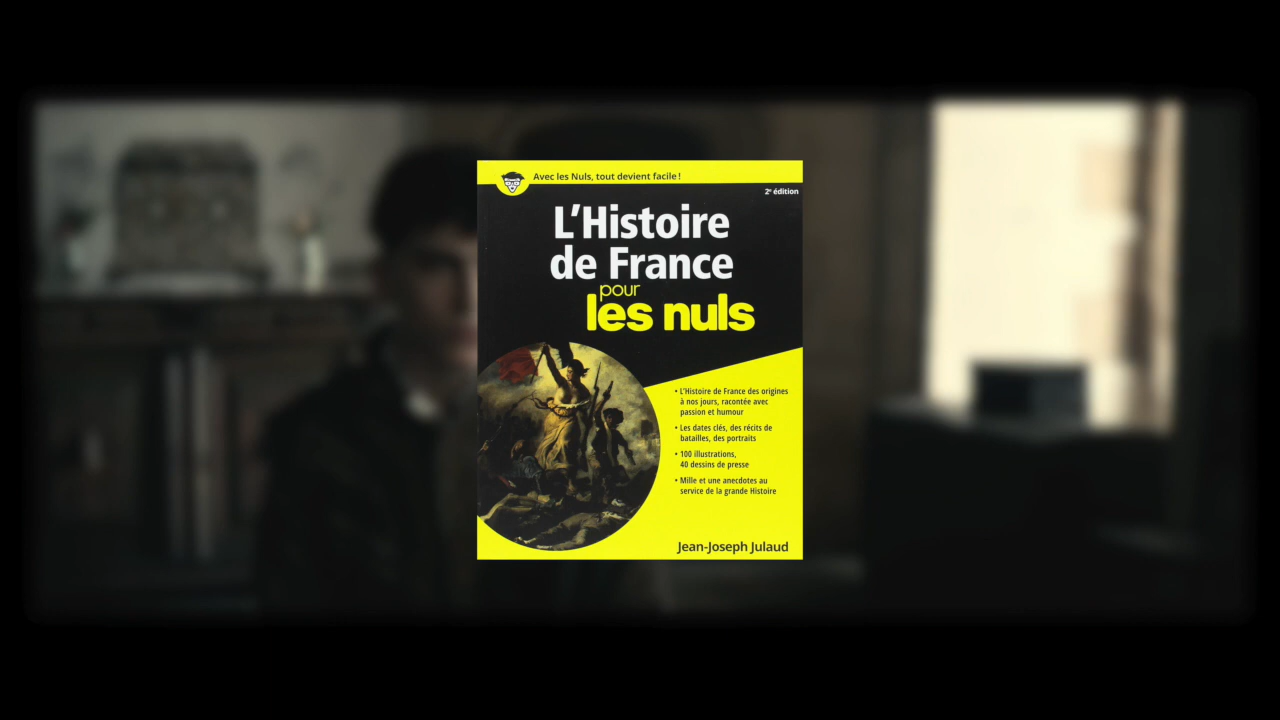 Avec les Nuls, tout devient facile !
2e édition
L'Histoire
de France
pour
les nuls
• L'Histoire de France des origines
à nos jours, racontée avec
passion et humour
• Les dates clés, des récits de
batailles, des portraits
• 100 illustrations,
40 dessins de presse
• Mille et une anecdotes au
service de la grande Histoire
Jean-Joseph Julaud